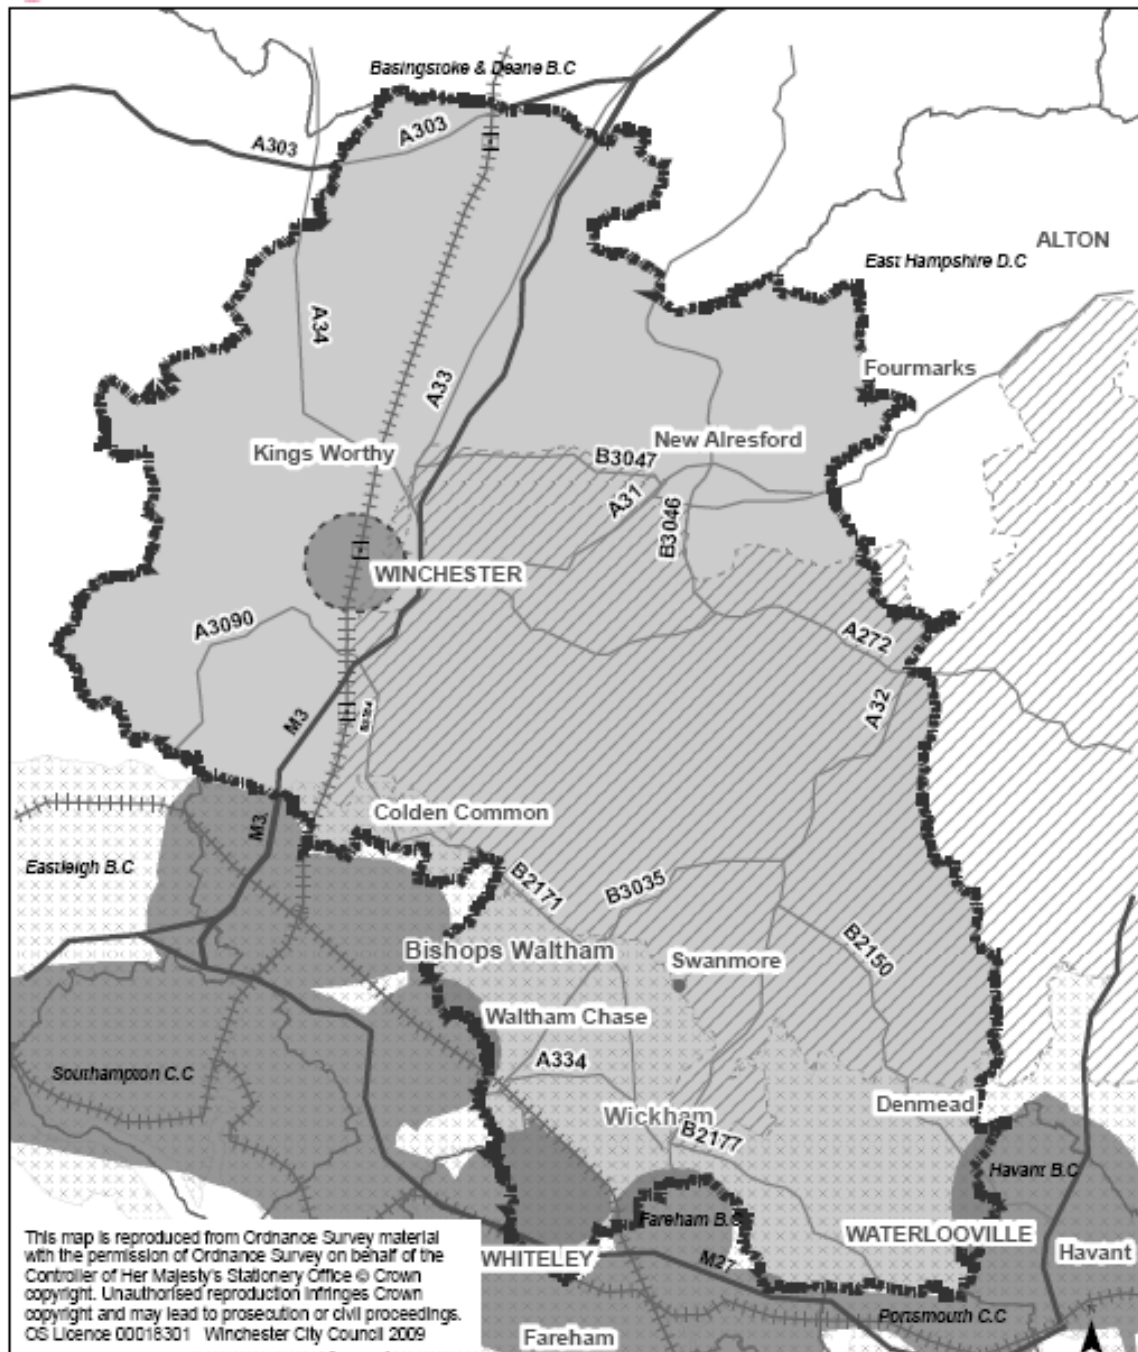 Basingstoke & Deane B.C
A303
A303
ALTON
East Hampshire D.C
A34
Fourmarks
A33
New Alresford
Kings Worthy
B3047
A31
B3046
WINCHESTER
A3090
A272
A32
M3
Colden Common
M3
Eastleigh B.C
B2171
B3035
B2150
Bishops Waltham
Swanmore
Waltham Chase
A334
Southampton C.C
Wickham
Denmead
B2177
Havant B.C
Fareham B.C
WATERLOOVILLE
WHITELEY
M27
Havant
Portsmouth C.C
Fareham
This map is reproduced from Ordnance Survey material
with the permission of Ordnance Survey on behalf of the
Controller of Her Majesty's Stationery Office © Crown
copyright. Unauthorised reproduction infringes Crown
copyright and may lead to prosecution or civil proceedings.
OS Licence 00018301 Winchester City Council 2009